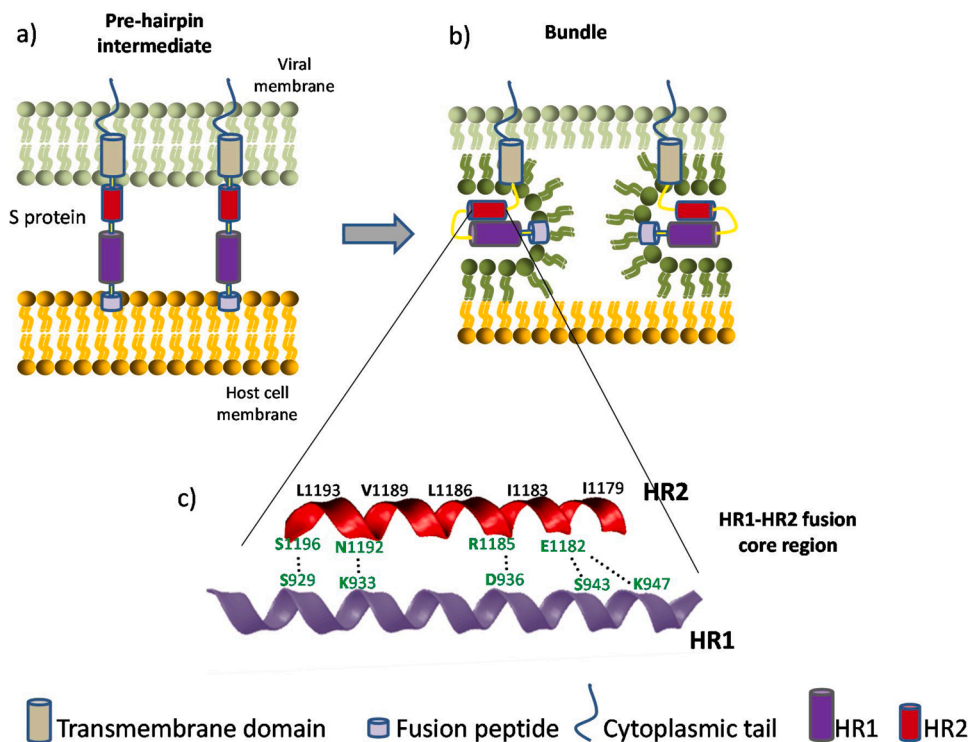 a)
Pre-hairpin
intermediate
Viral
membrane
S protein
Host cell
membrane
b)
Bundle
c)
L1193 V1189 L1186 I1183 I1179
HR2
S1196 N1192 R1185 E1182
S929 K933 D936 S943 K947
HR1
HR1-HR2 fusion
core region
Transmembrane domain
Fusion peptide
Cytoplasmic tail
HR1
HR2